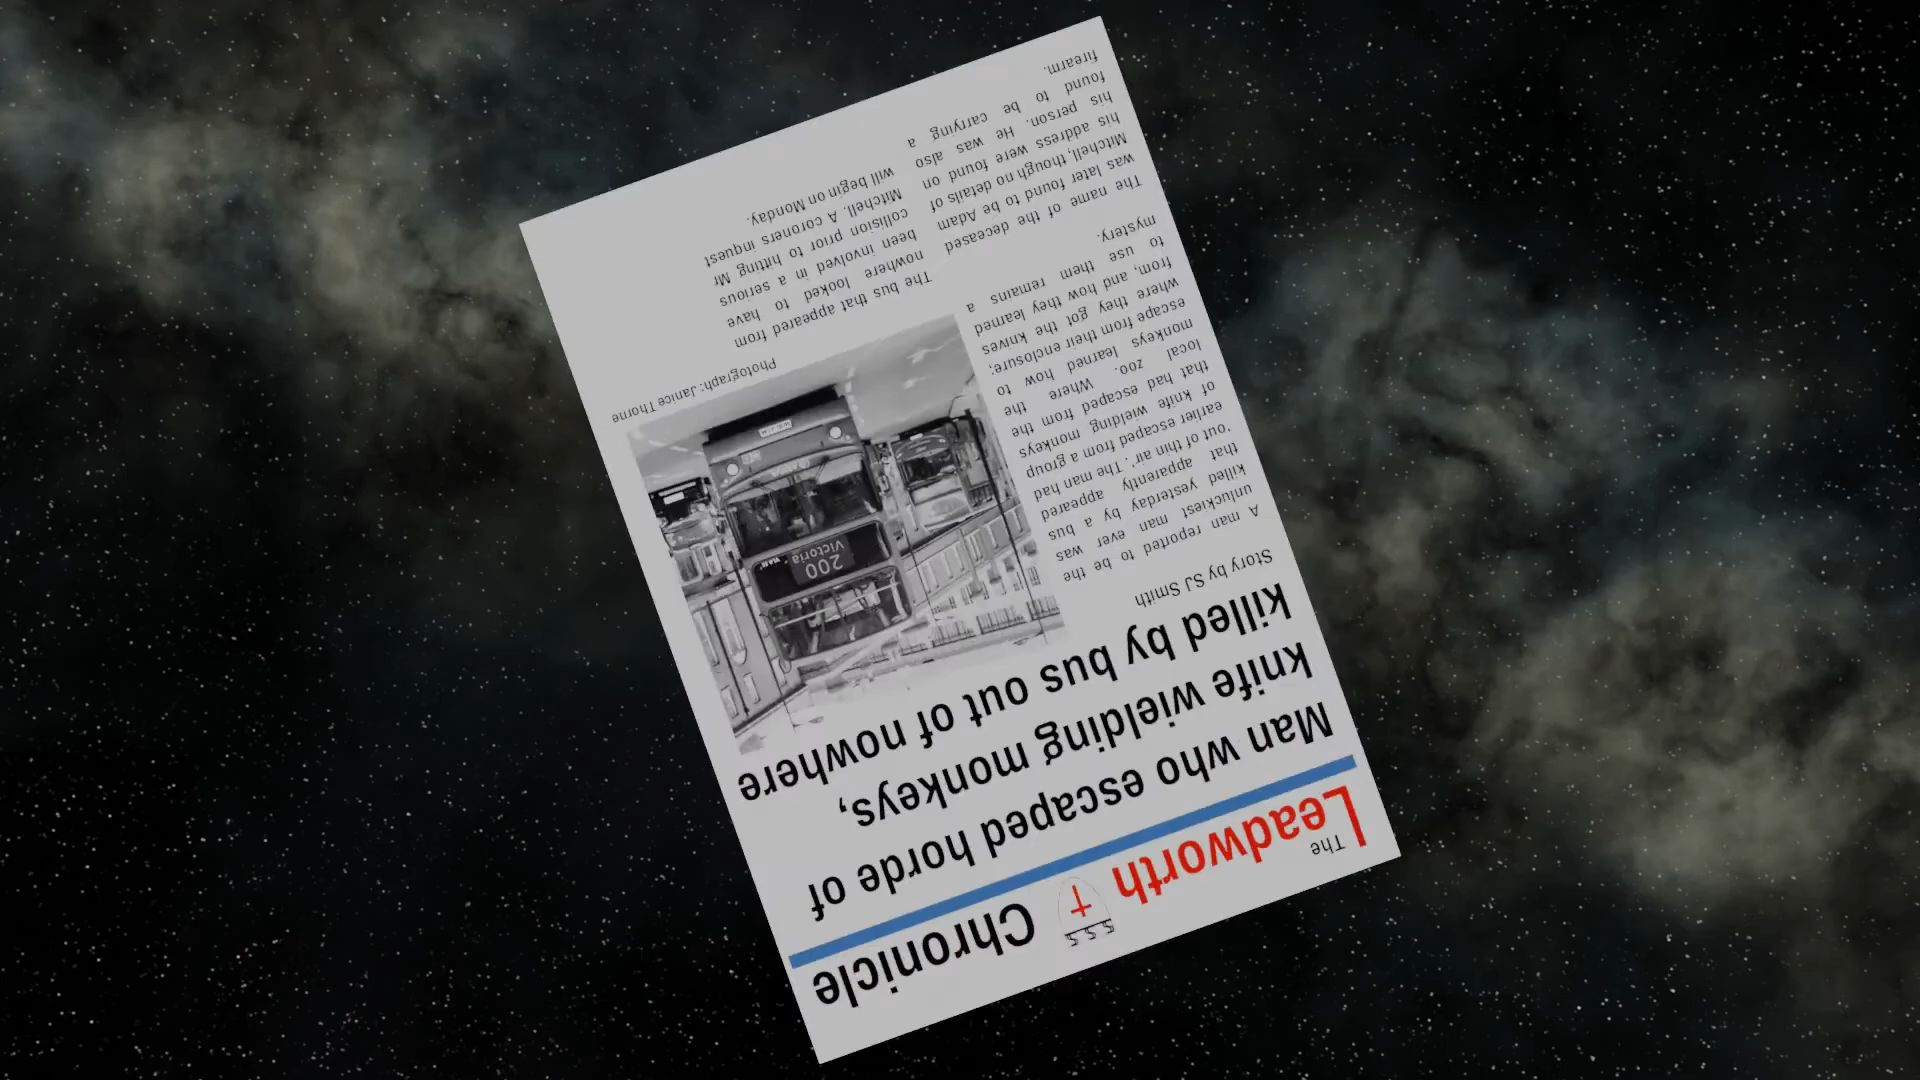 The
Leadworth Chronicle
Man who escaped horde of
knife wielding monkeys,
killed by bus out of nowhere
Story by SJ Smith
A man reported to be the
unluckiest man ever was
killed yesterday by a bus
that apparently appeared
'out of thin air'. The man had
earlier escaped from a group
of knife wielding monkeys
that had escaped from the
local zoo. Where the
monkeys learned how to
escape from their enclosure;
where they got the knives
from, and how they learned
to use them remains a
mystery.
The name of the deceased
was later found to be Adam
Mitchell, though no details of
his address were found on
his person. He was also
found to be carrying a
firearm.
200
Victoria
Photograph: Janice Thorne
The bus that appeared from
nowhere looked to have
been involved in a serious
collision prior to hitting Mr
Mitchell. A coroners inquest
will begin on Monday.